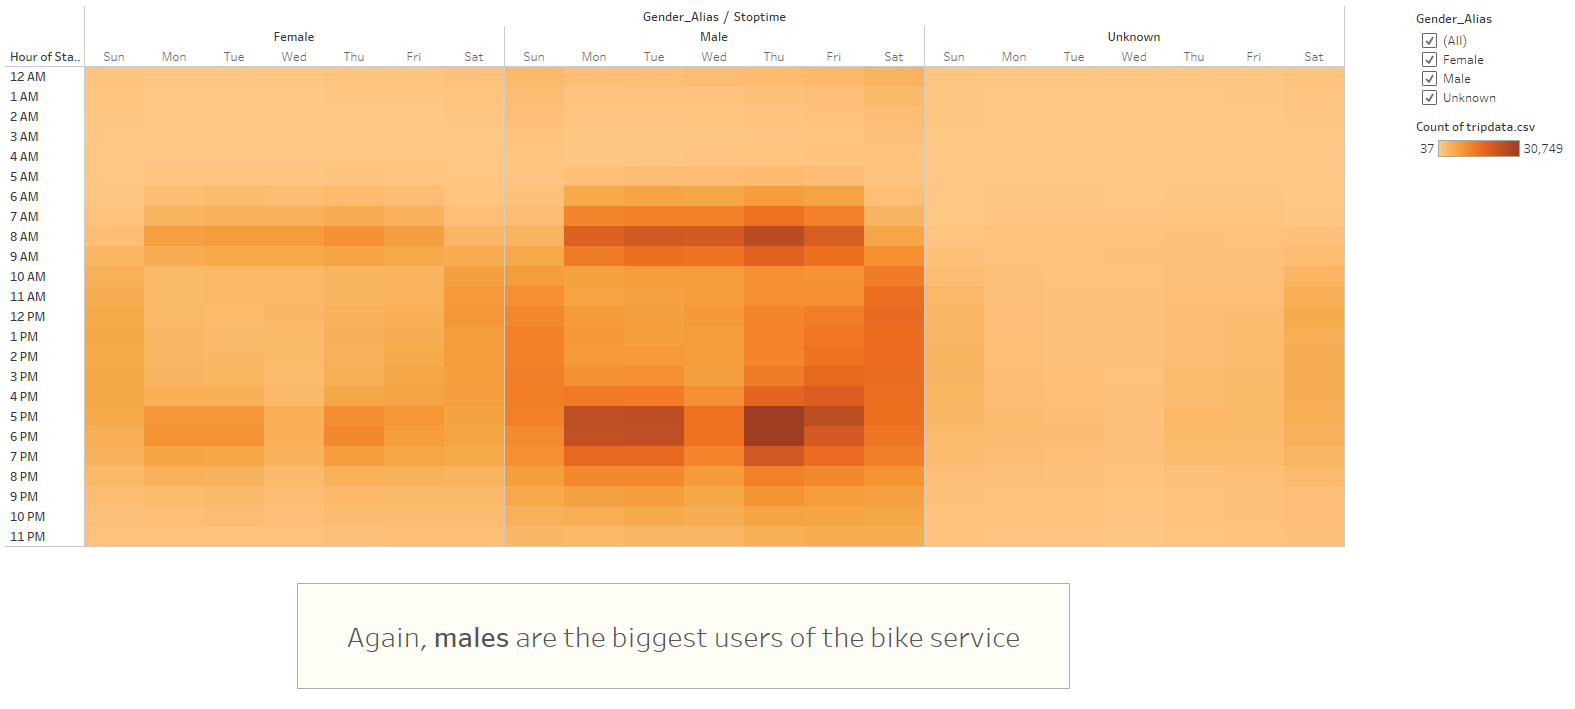 Gender_Alias / Stoptime
Female Male Unknown
Hour of Sta.. Sun Mon Tue Wed Thu Fri Sat Sun Mon Tue Wed Thu Fri Sat Sun Mon Tue Wed Thu Fri Sat
12 AM
1 AM
2 AM
3 AM
4 AM
5 AM
6 AM
7 AM
8 AM
9 AM
10 AM
11 AM
12 PM
1 PM
2 PM
3 PM
4 PM
5 PM
6 PM
7 PM
8 PM
9 PM
10 PM
11 PM
Gender_Alias
(All)
Female
Male
Unknown
Count of tripdata.csv
37 30,749
Again, males are the biggest users of the bike service